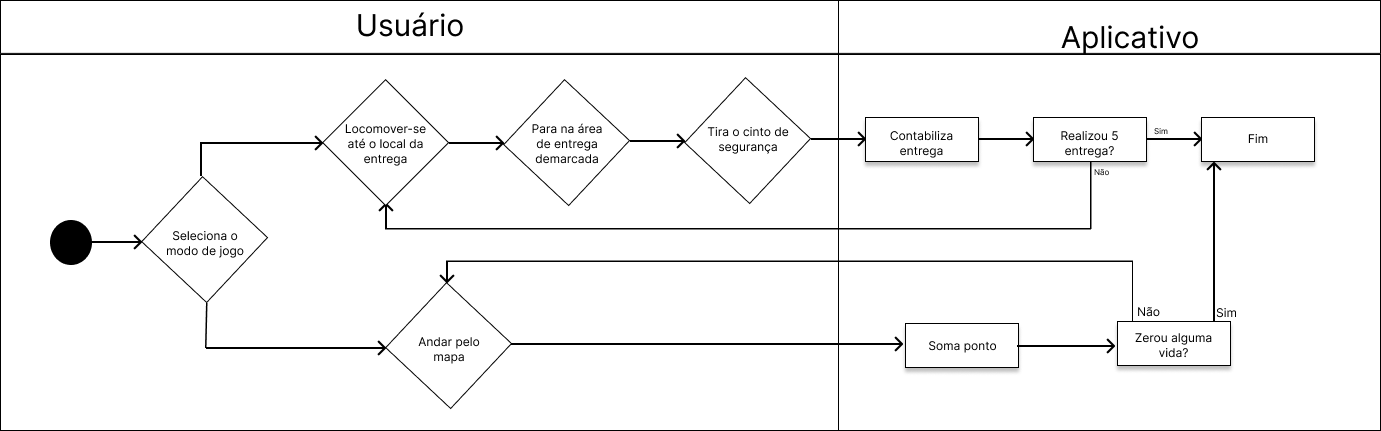 Usuário
Aplicativo
Locomover-se
até o local da
entrega
Para na área
de entrega
demarcada
Tira o cinto de
segurança
Contabiliza
entrega
Realizou 5
entrega?
Sim
Fim
Não
Seleciona o
modo de jogo
Andar pelo
mapa
Soma ponto
Não
Sim
Zerou alguma
vida?